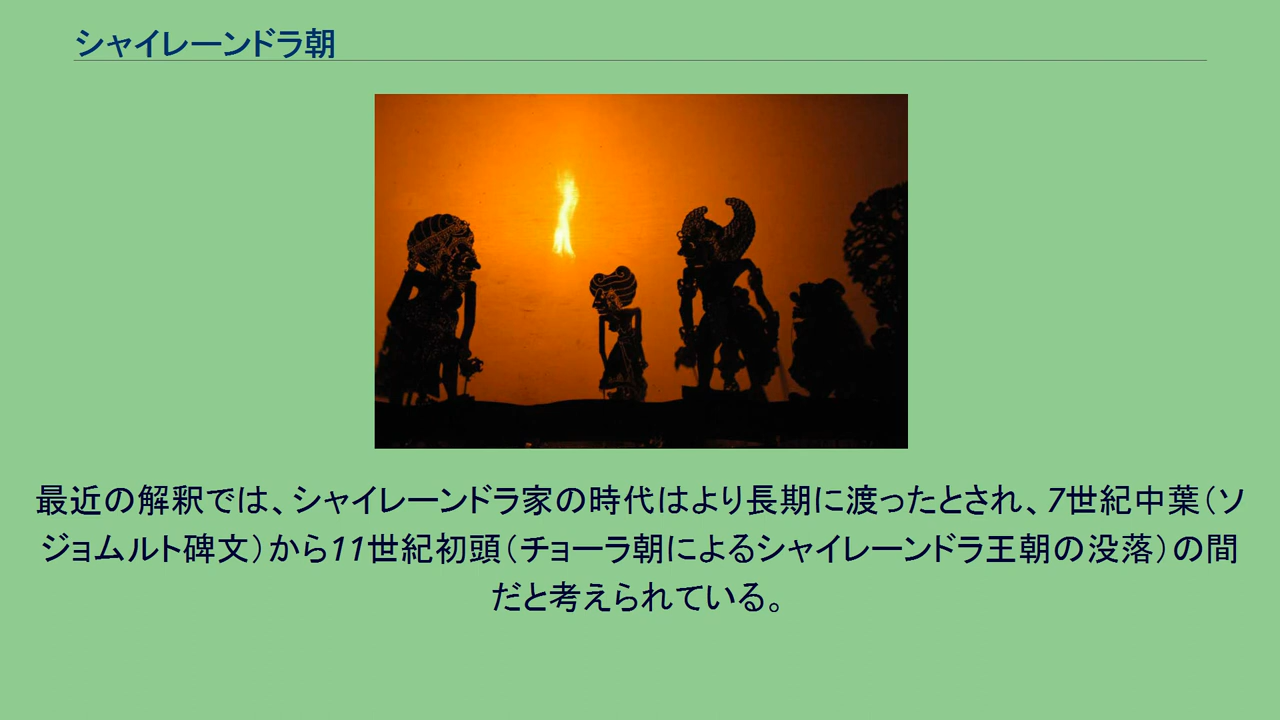 シャイレーンドラ朝
最近の解釈では、シャイレーンドラ家の時代はより長期に渡ったとされ、7世紀中葉（ソ
ジョムルト碑文）から11世紀初頭（チョーラ朝によるシャイレーンドラ王朝の没落）の間
だと考えられている。